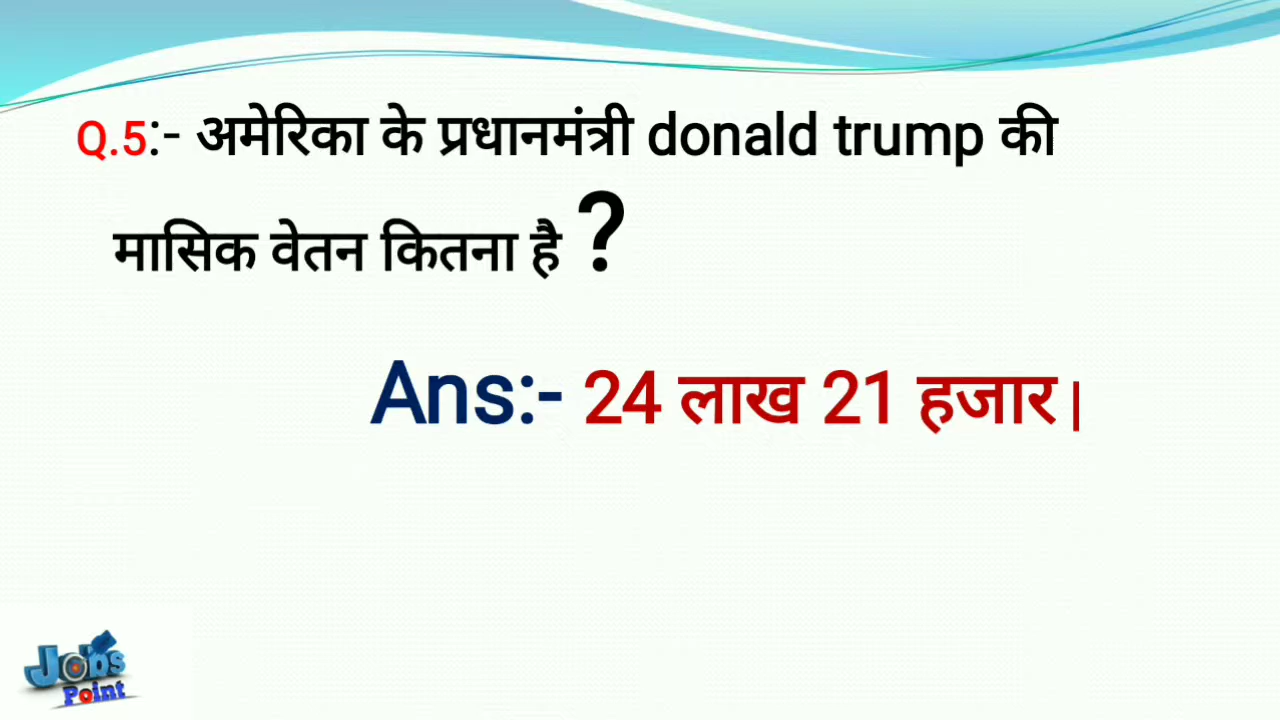 Q.5:- अमेरिका के प्रधानमंत्री donald trump की
मासिक वेतन कितना है ?
Ans:- 24 लाख 21 हजार|
Jobs
Point